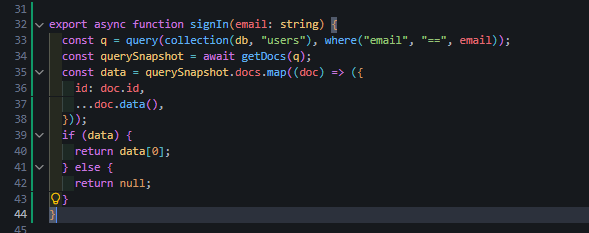 31
32 export async function signIn(email: string) {
33 const q = query(collection(db, "users"), where("email", "==", email));
34 const querySnapshot = await getDocs(q);
35 const data = querySnapshot.docs.map((doc) => ({
36 id: doc.id,
37 ...doc.data(),
38 }));
39 if (data) {
40 return data[0];
41 } else {
42 return null;
43 }
44 }
45